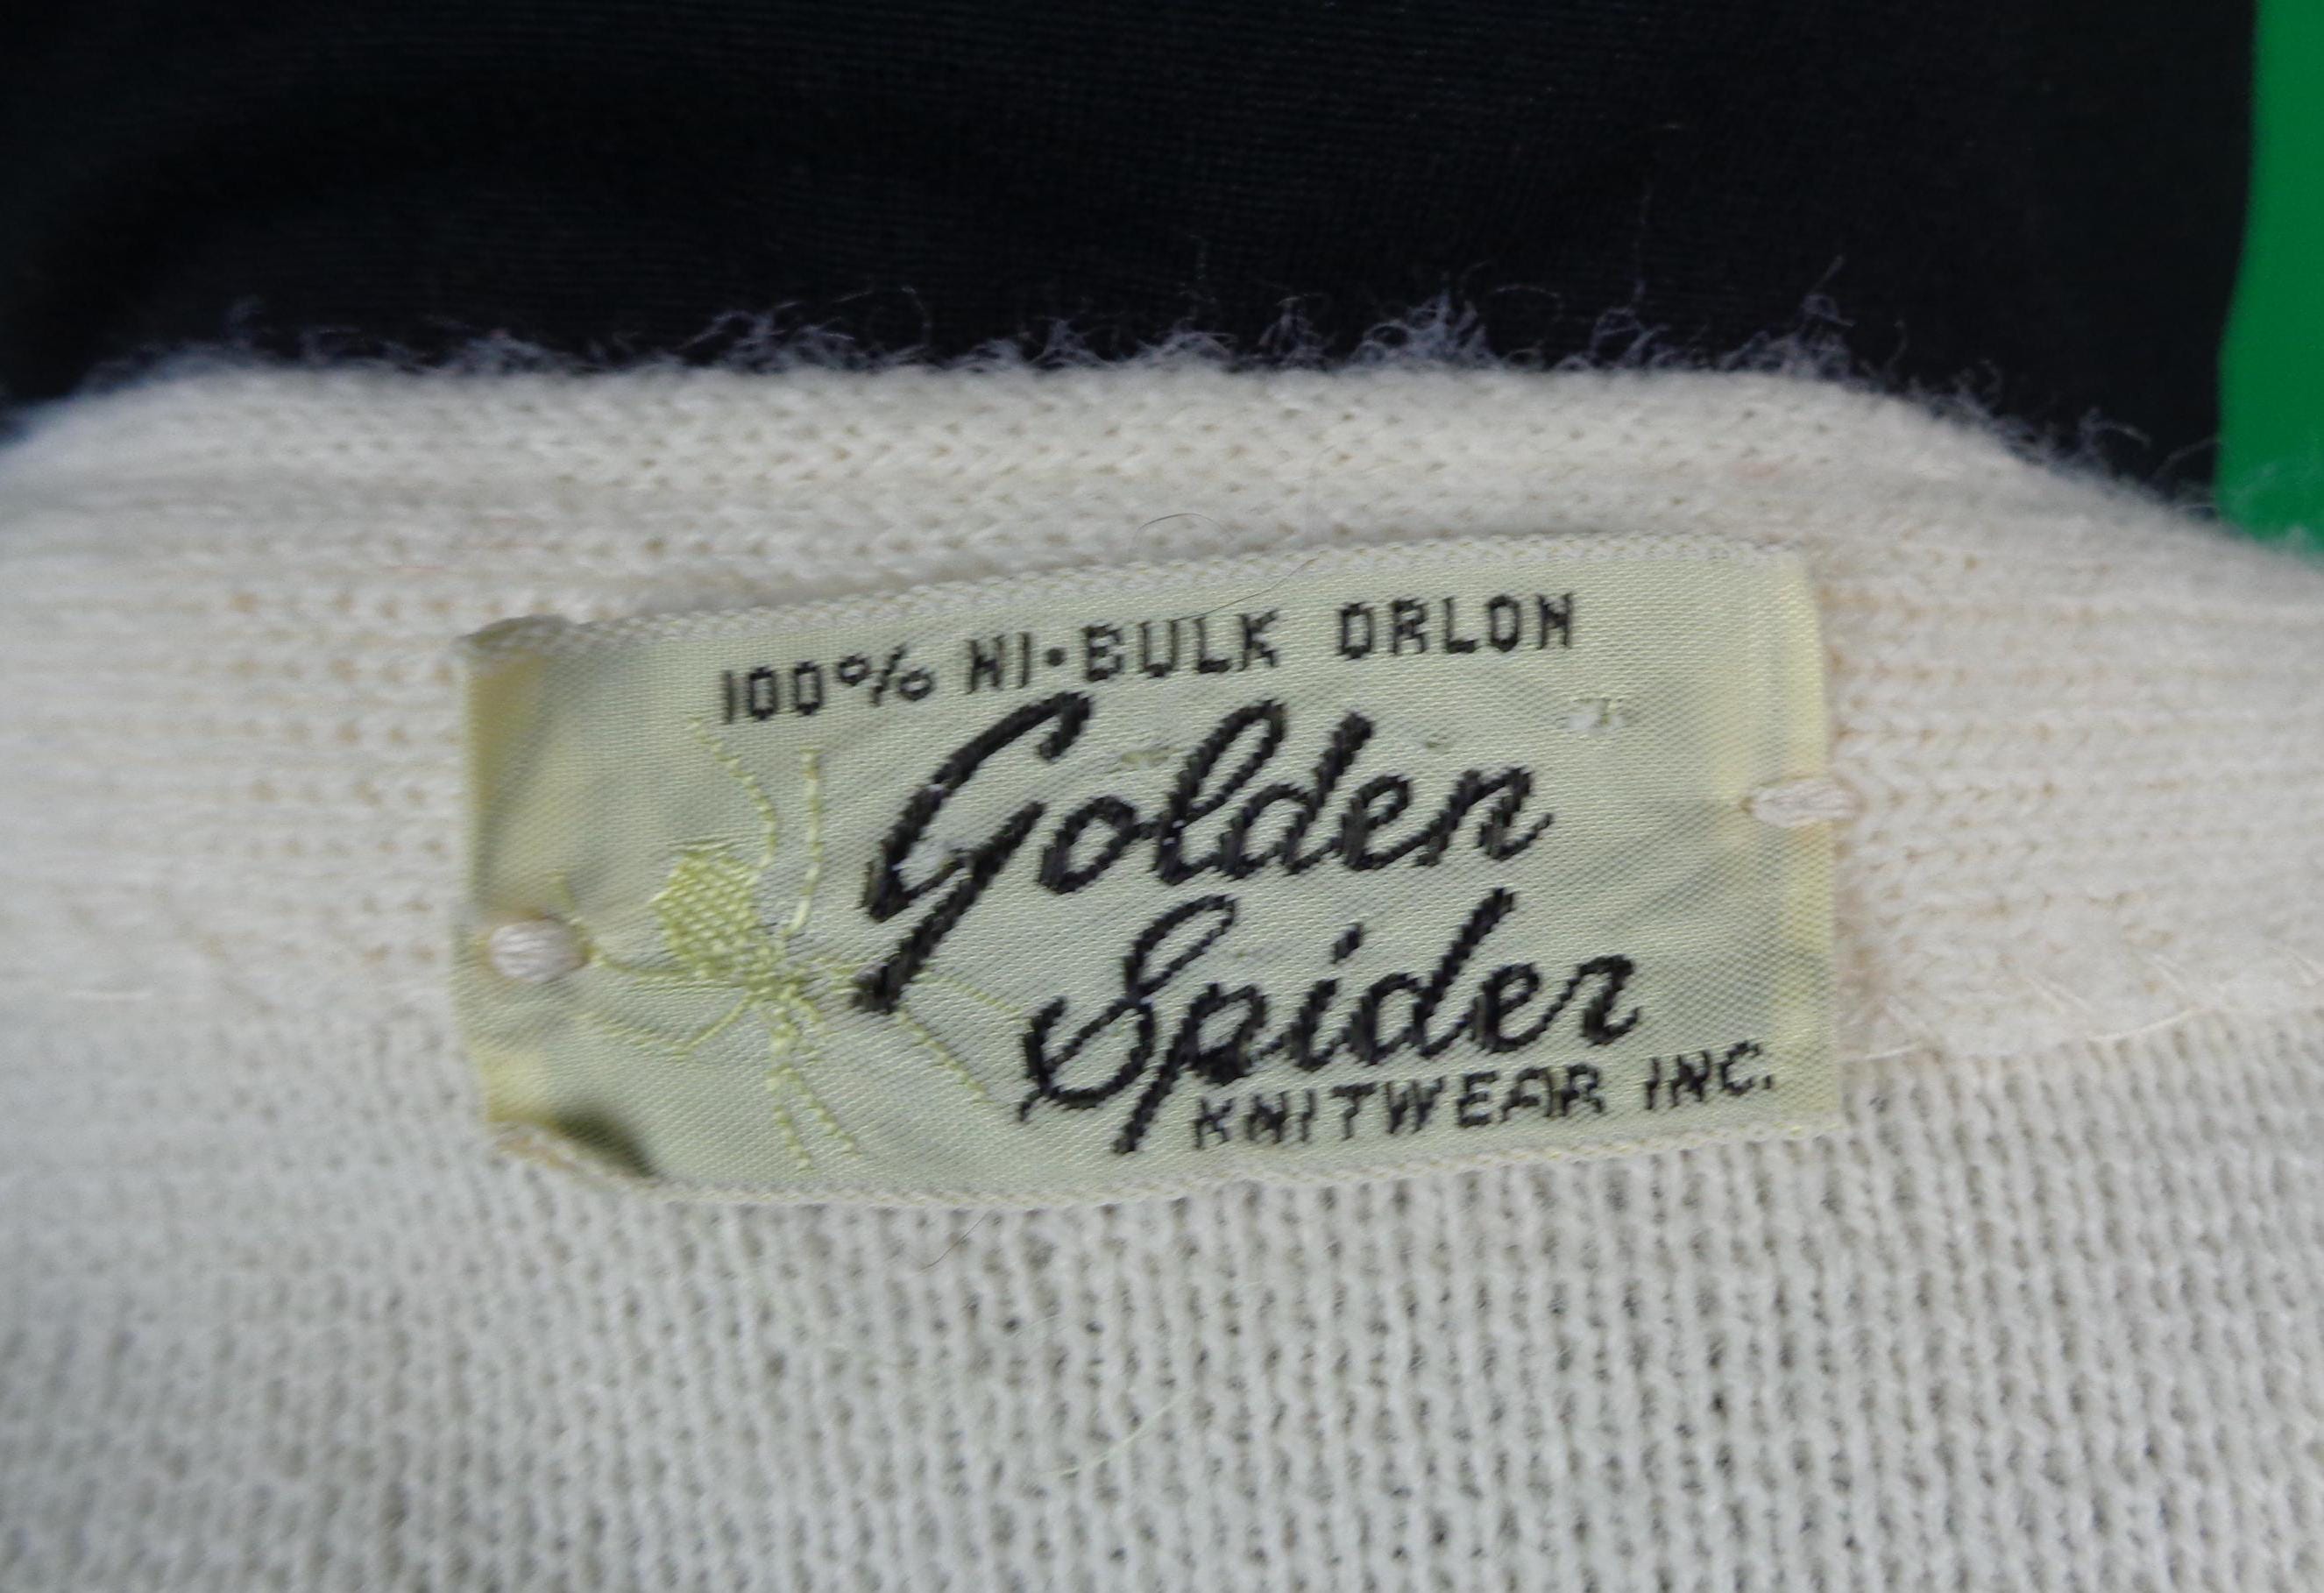 100% HI•BULK ORLON
Golden
Spider
KNITWEAR INC.